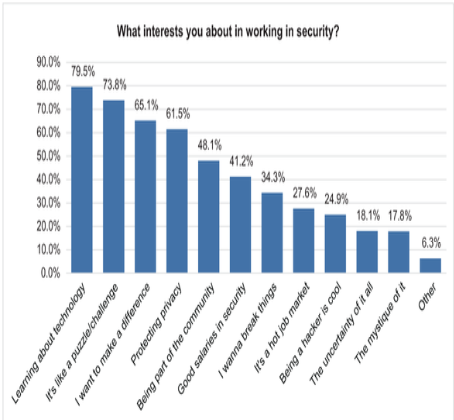 What interests you about in working in security?
90.0%
80.0%
70.0%
60.0%
50.0%
40.0%
30.0%
20.0%
10.0%
0.0%
79.5%
73.8%
65.1%
61.5%
48.1%
41.2%
34.3%
27.6%
24.9%
18.1%
17.8%
6.3%
Learning about technology
It's like a puzzle/challenge
I want to make a difference
Protecting privacy
Being part of the community
Good salaries in security
I wanna break things
It's a hot job market
Being a hacker is cool
The uncertainty of it all
The mystique of it
Other